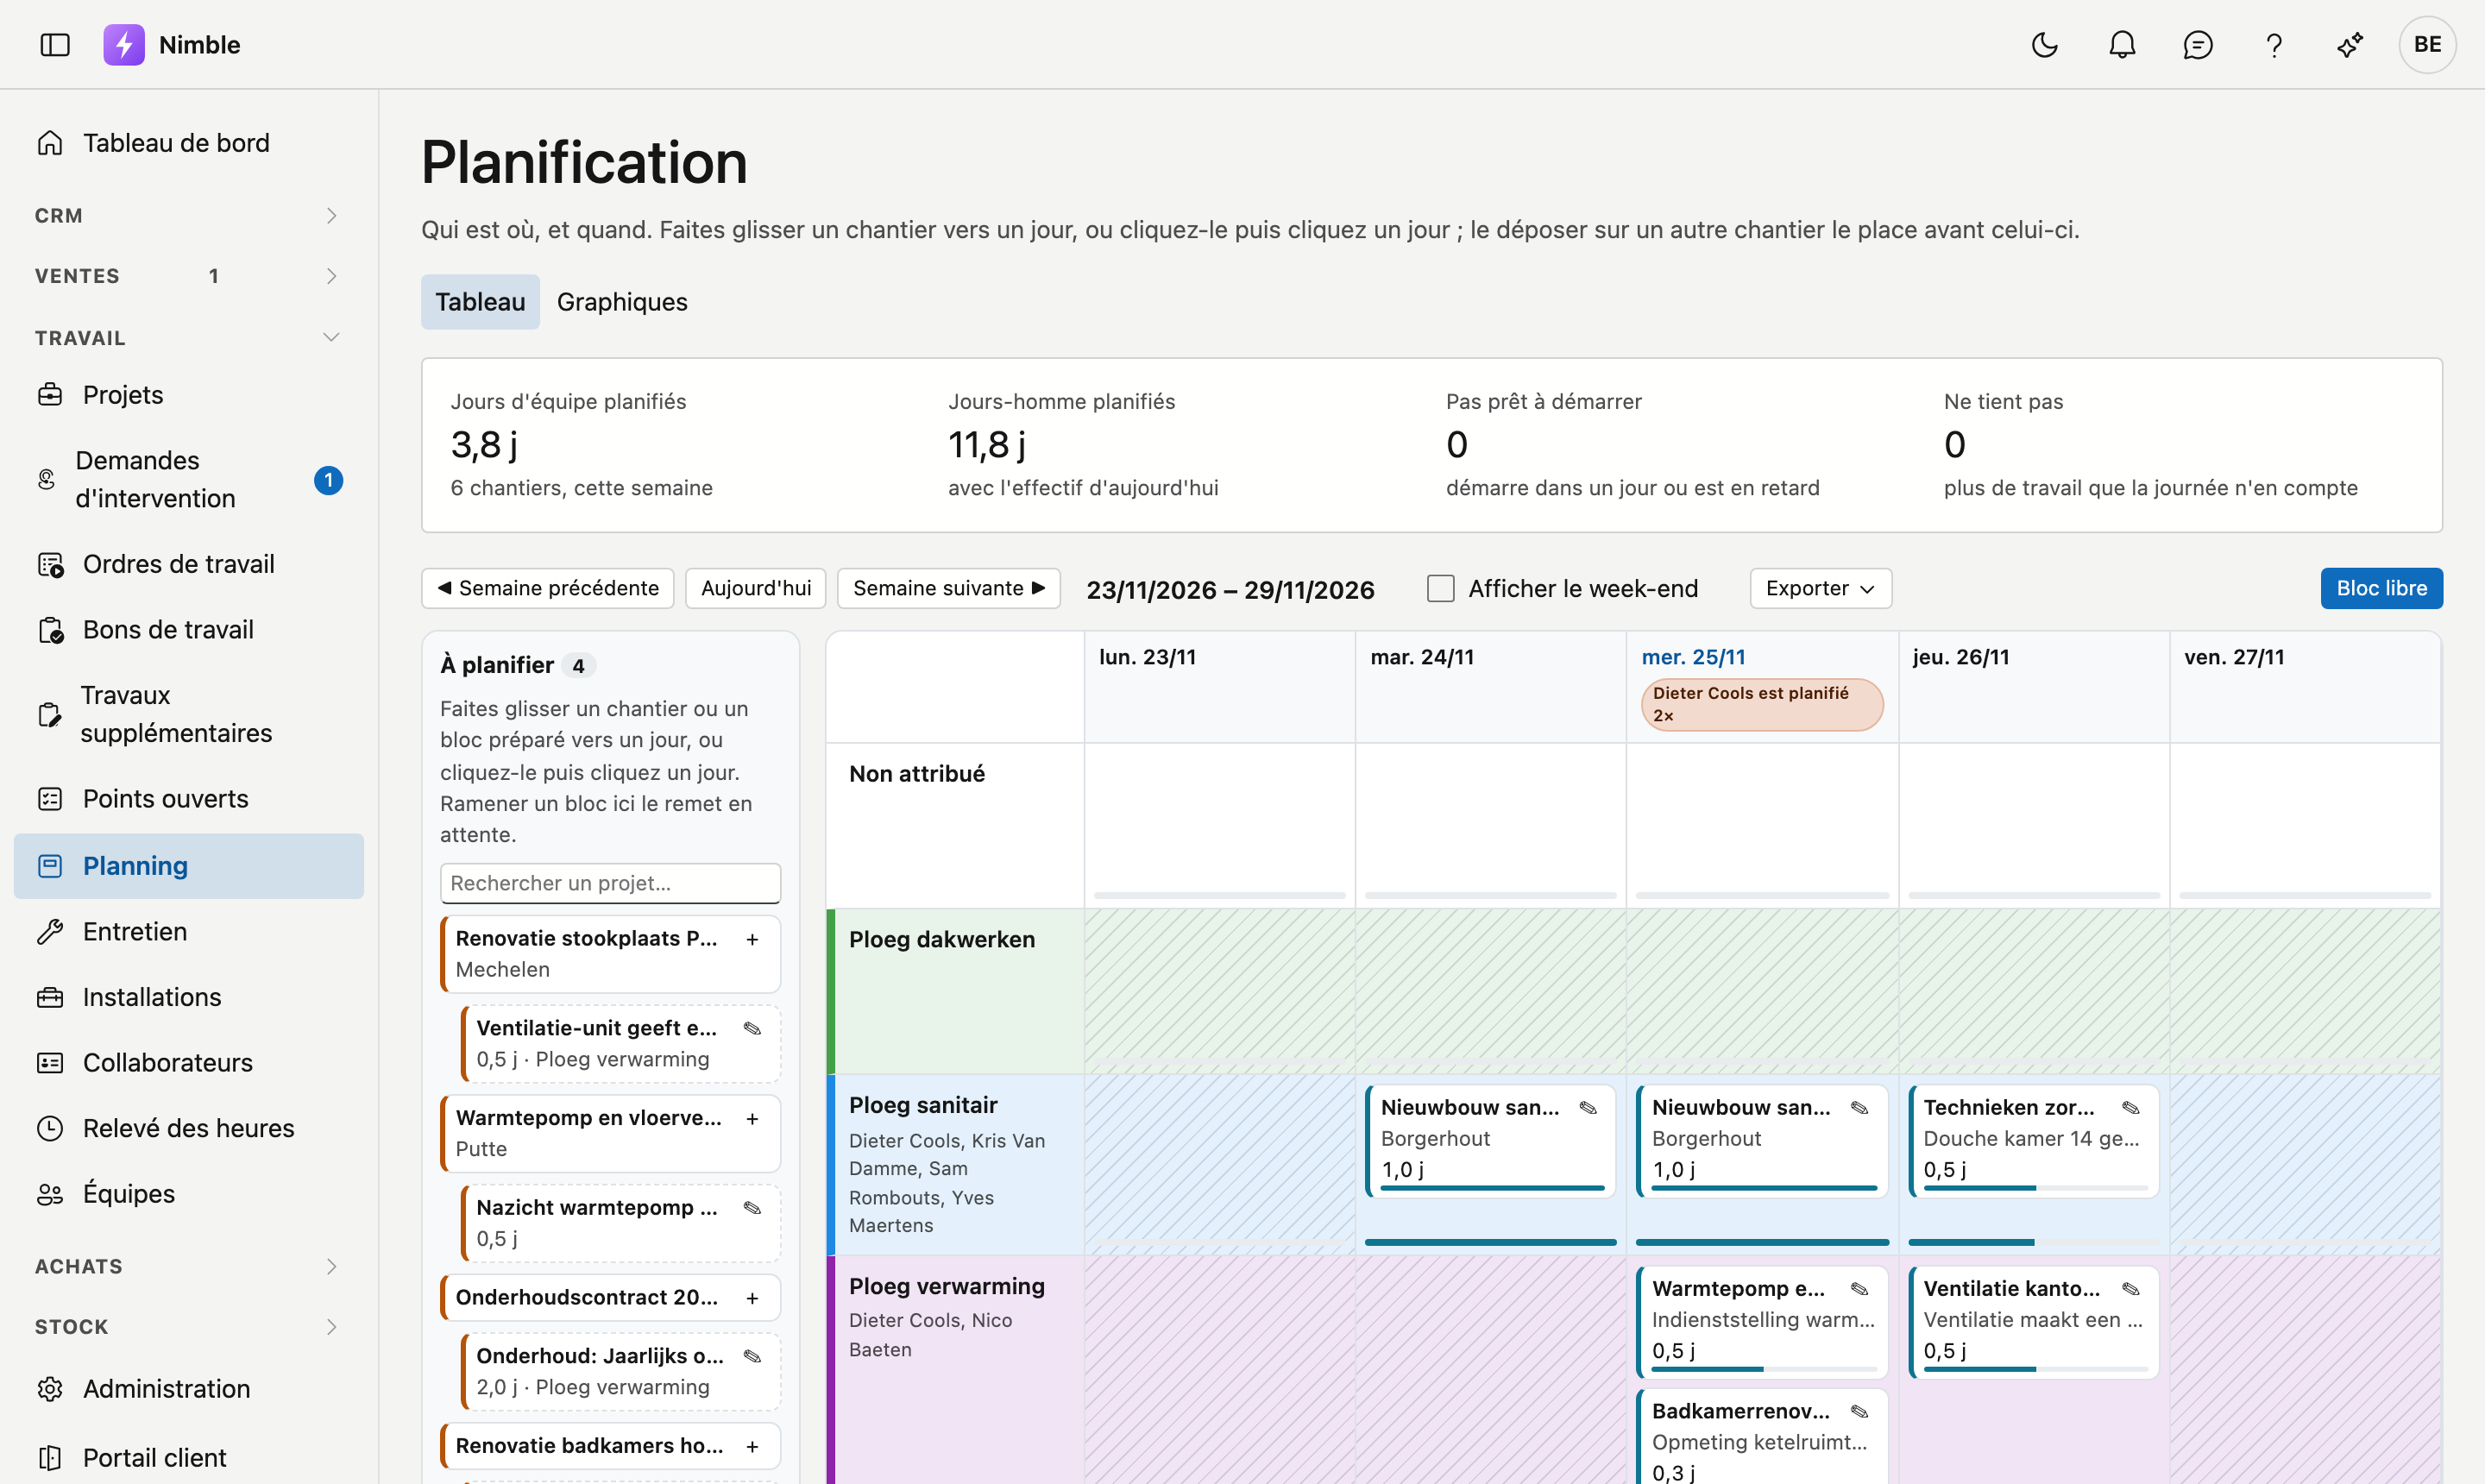 Nimble
BE
Tableau de bord
CRM
VENTES 1
TRAVAIL
Projets
Demandes
d'intervention
1
Ordres de travail
Bons de travail
Travaux
supplémentaires
Points ouverts
Planning
Entretien
Installations
Collaborateurs
Relevé des heures
Équipes
ACHATS
STOCK
Administration
Portail client
Planification
Qui est où, et quand. Faites glisser un chantier vers un jour, ou cliquez-le puis cliquez un jour ; le déposer sur un autre chantier le place avant celui-ci.
Tableau Graphiques
Jours d'équipe planifiés
3,8 j
6 chantiers, cette semaine
Jours-homme planifiés
11,8 j
avec l'effectif d'aujourd'hui
Pas prêt à démarrer
0
démarre dans un jour ou est en retard
Ne tient pas
0
plus de travail que la journée n'en compte
Semaine précédente Aujourd'hui Semaine suivante 23/11/2026 – 29/11/2026 Afficher le week-end Exporter Bloc libre
À planifier 4
Faites glisser un chantier ou un
bloc préparé vers un jour, ou
cliquez-le puis cliquez un jour.
Ramener un bloc ici le remet en
attente.
Rechercher un projet...
Renovatie stookplaats P... +
Mechelen
Ventilatie-unit geeft e...
0,5 j · Ploeg verwarming
Warmtepomp en vloerve... +
Putte
Nazicht warmtepomp ...
0,5 j
Onderhoudscontract 20... +
Onderhoud: Jaarlijks o...
2,0 j · Ploeg verwarming
Renovatie badkamers ho... +
lun. 23/11 mar. 24/11 mer. 25/11 jeu. 26/11 ven. 27/11
Dieter Cools est planifié
2×
Non attribué
Ploeg dakwerken
Ploeg sanitair
Dieter Cools, Kris Van
Damme, Sam
Rombouts, Yves
Maertens
Nieuwbouw san...
Borgerhout
1,0 j
Nieuwbouw san...
Borgerhout
1,0 j
Technieken zor...
Douche kamer 14 ge...
0,5 j
Ploeg verwarming
Dieter Cools, Nico
Baeten
Warmtepomp e...
Indienststelling warm...
0,5 j
Badkamerrenov...
Opmeting ketelruimt...
0,3 j
Ventilatie kanto...
Ventilatie maakt een ...
0,5 j